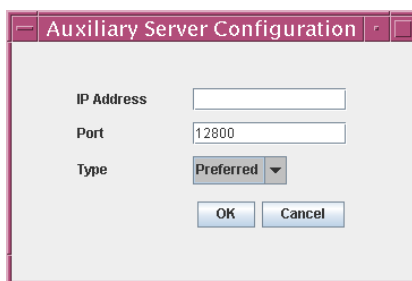 Auxiliary Server Configuration
IP Address
Port 12800
Type Preferred
OK Cancel